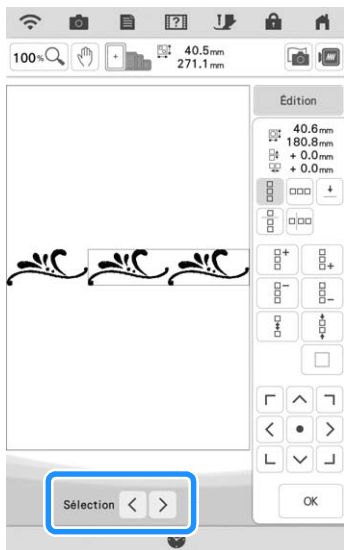 100%
40.5mm
271.1mm
Édition
40.6mm
180.8mm
+ 0.0mm
+ 0.0mm
Sélection
OK